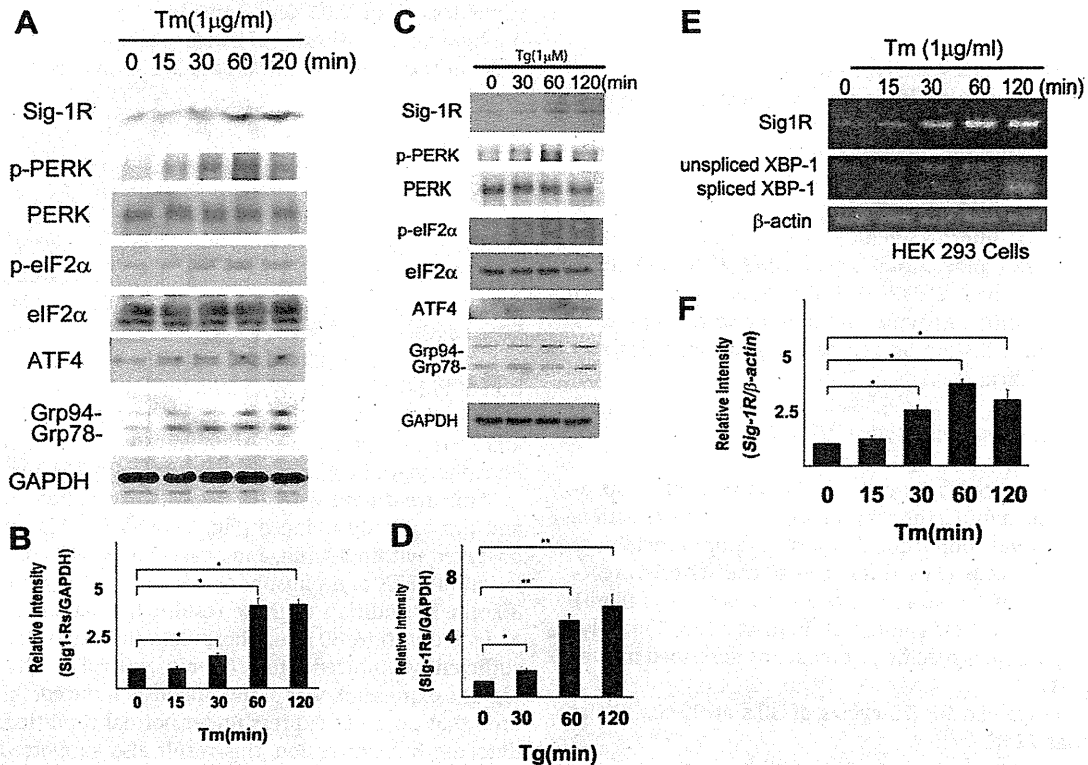 A
Tm(1μg/ml)
0 15 30 60 120 (min)
Sig-1R
p-PERK
PERK
p-eIF2α
eIF2α
ATF4
Grp94-
Grp78-
GAPDH
B
Relative Intensity
(Sig1-Rs/GAPDH)
5
2.5
* * *
0 15 30 60 120
Tm(min)
C
Tg(1μM)
0 30 60 120(min
Sig-1R
p-PERK
PERK
p-eIF2α
eIF2α
ATF4
Grp94-
Grp78-
GAPDH
D
Relative Intensity
(Sig-1Rs/GAPDH)
8
4
* ** **
0 30 60 120
Tg(min)
E
Tm (1μg/ml)
0 15 30 60 120(min)
Sig1R
unspliced XBP-1
spliced XBP-1
β-actin
HEK 293 Cells
F
Relative Intensity
(Sig-1R/β-actin)
5
2.5
* * *
0 15 30 60 120
Tm(min)